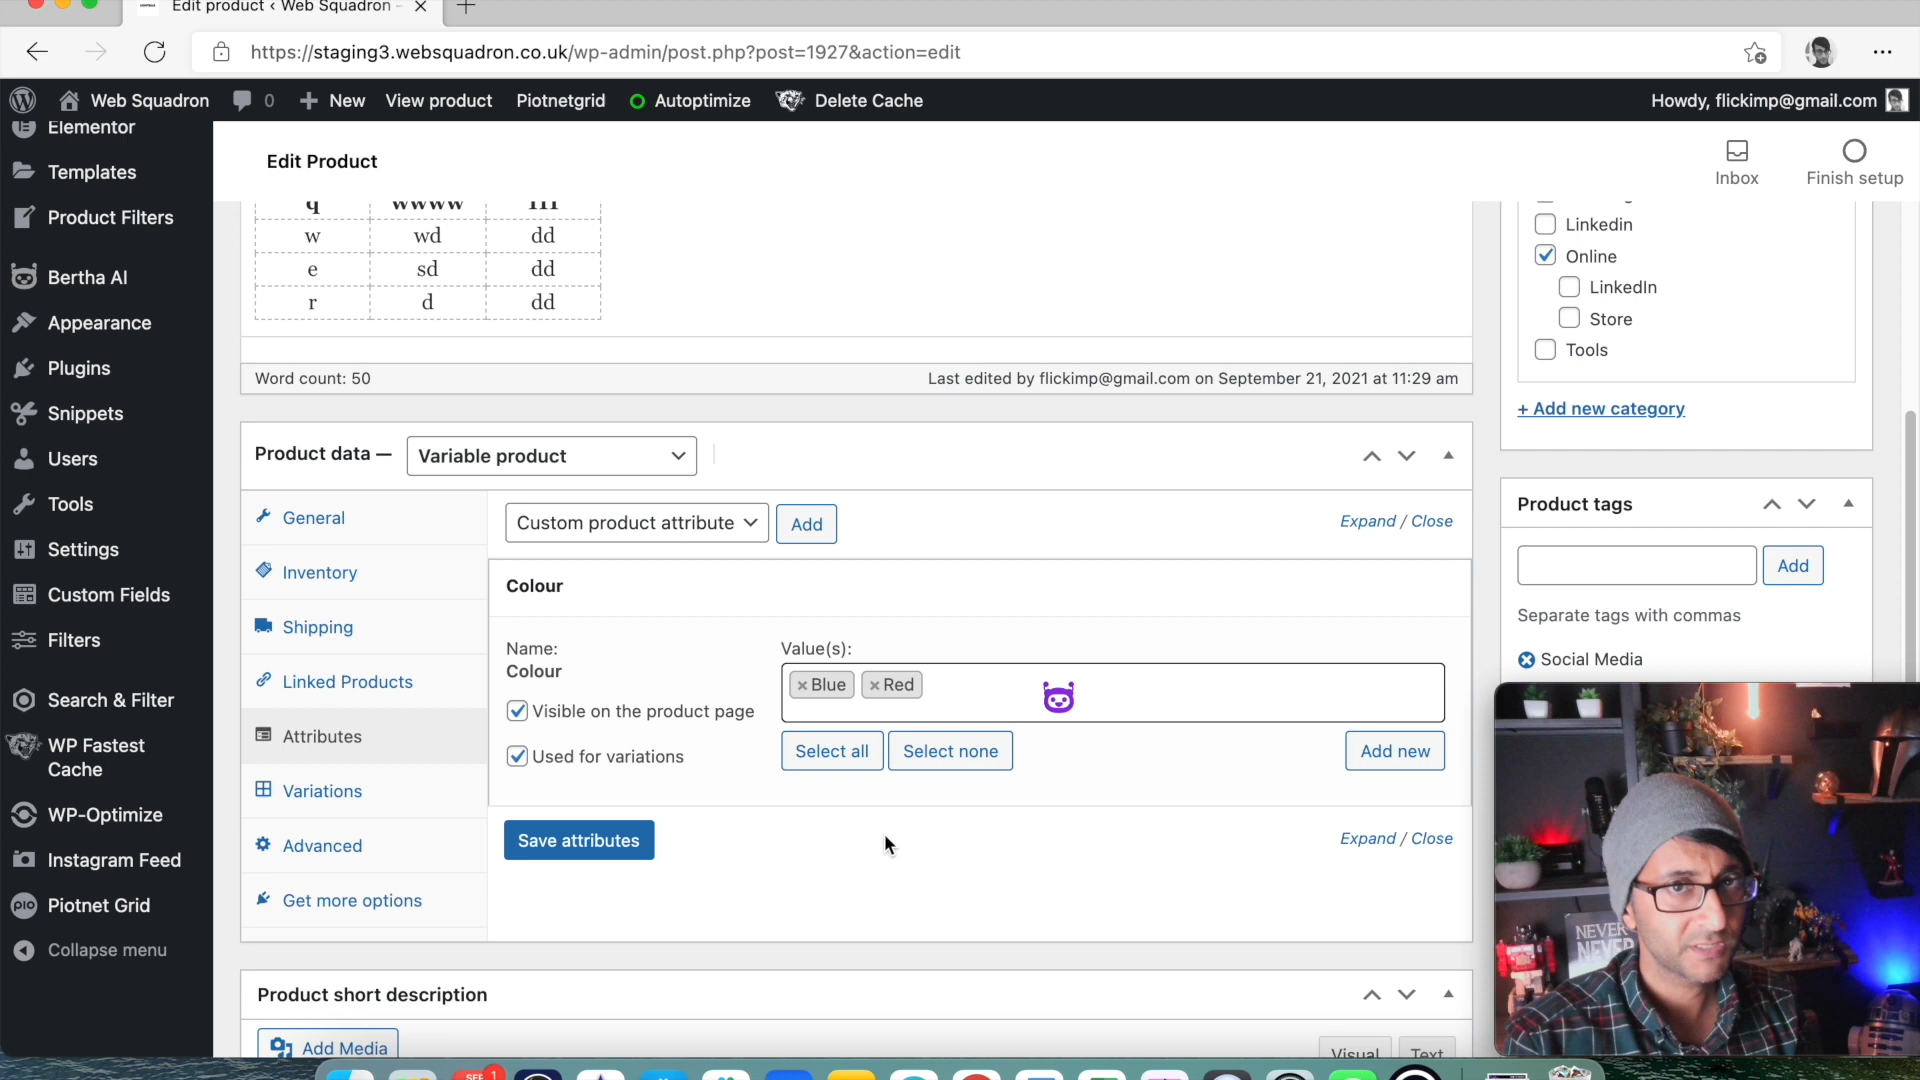 Edit product < Web Squadron -
https://staging3.websquadron.co.uk/wp-admin/post.php?post=1927&action=edit
Web Squadron
0
New
View product
Piotnetgrid
Autoptimize
Delete Cache
Howdy, flickimp@gmail.com
Elementor
Templates
Product Filters
Bertha AI
Appearance
Plugins
Snippets
Users
Tools
Settings
Custom Fields
Filters
Search & Filter
WP Fastest
Cache
WP-Optimize
Instagram Feed
PIO
Piotnet Grid
Collapse menu
Edit Product
Inbox
Finish setup
q wwww
w wd dd
e sd dd
r d dd
Word count: 50
Last edited by flickimp@gmail.com on September 21, 2021 at 11:29 am
Product data —
Variable product
General
Inventory
Shipping
Linked Products
Attributes
Variations
Advanced
Get more options
Custom product attribute
Add
Expand / Close
Colour
Name:
Colour
Visible on the product page
Used for variations
Value(s):
×Blue
×Red
Select all
Select none
Add new
Save attributes
Expand / Close
Product short description
Add Media
Visual
Text
Linkedin
Online
LinkedIn
Store
Tools
+ Add new category
Product tags
Add
Separate tags with commas
Social Media
NEVER
NEVER
SEP
1